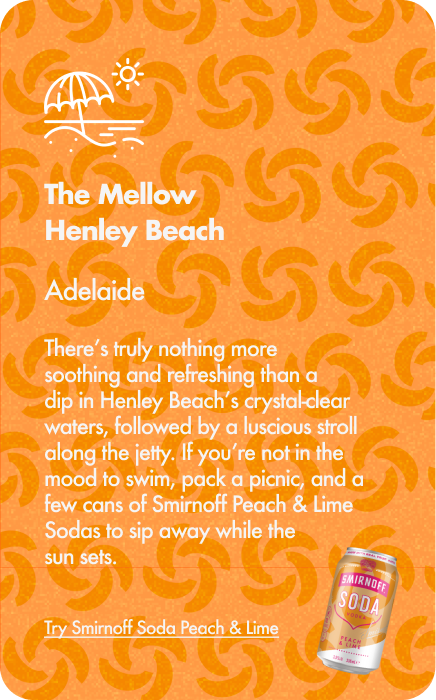 The Mellow
Henley Beach
Adelaide
There's truly nothing more
soothing and refreshing than a
dip in Henley Beach's crystal-clear
waters, followed by a luscious stroll
along the jetty. If you're not in the
mood to swim, pack a picnic, and a
few cans of Smirnoff Peach & Lime
Sodas to sip away while the
sun sets.
SMIRNOFF
SODA
VODKA
PEACH
& LIME
Try Smirnoff Soda Peach & Lime